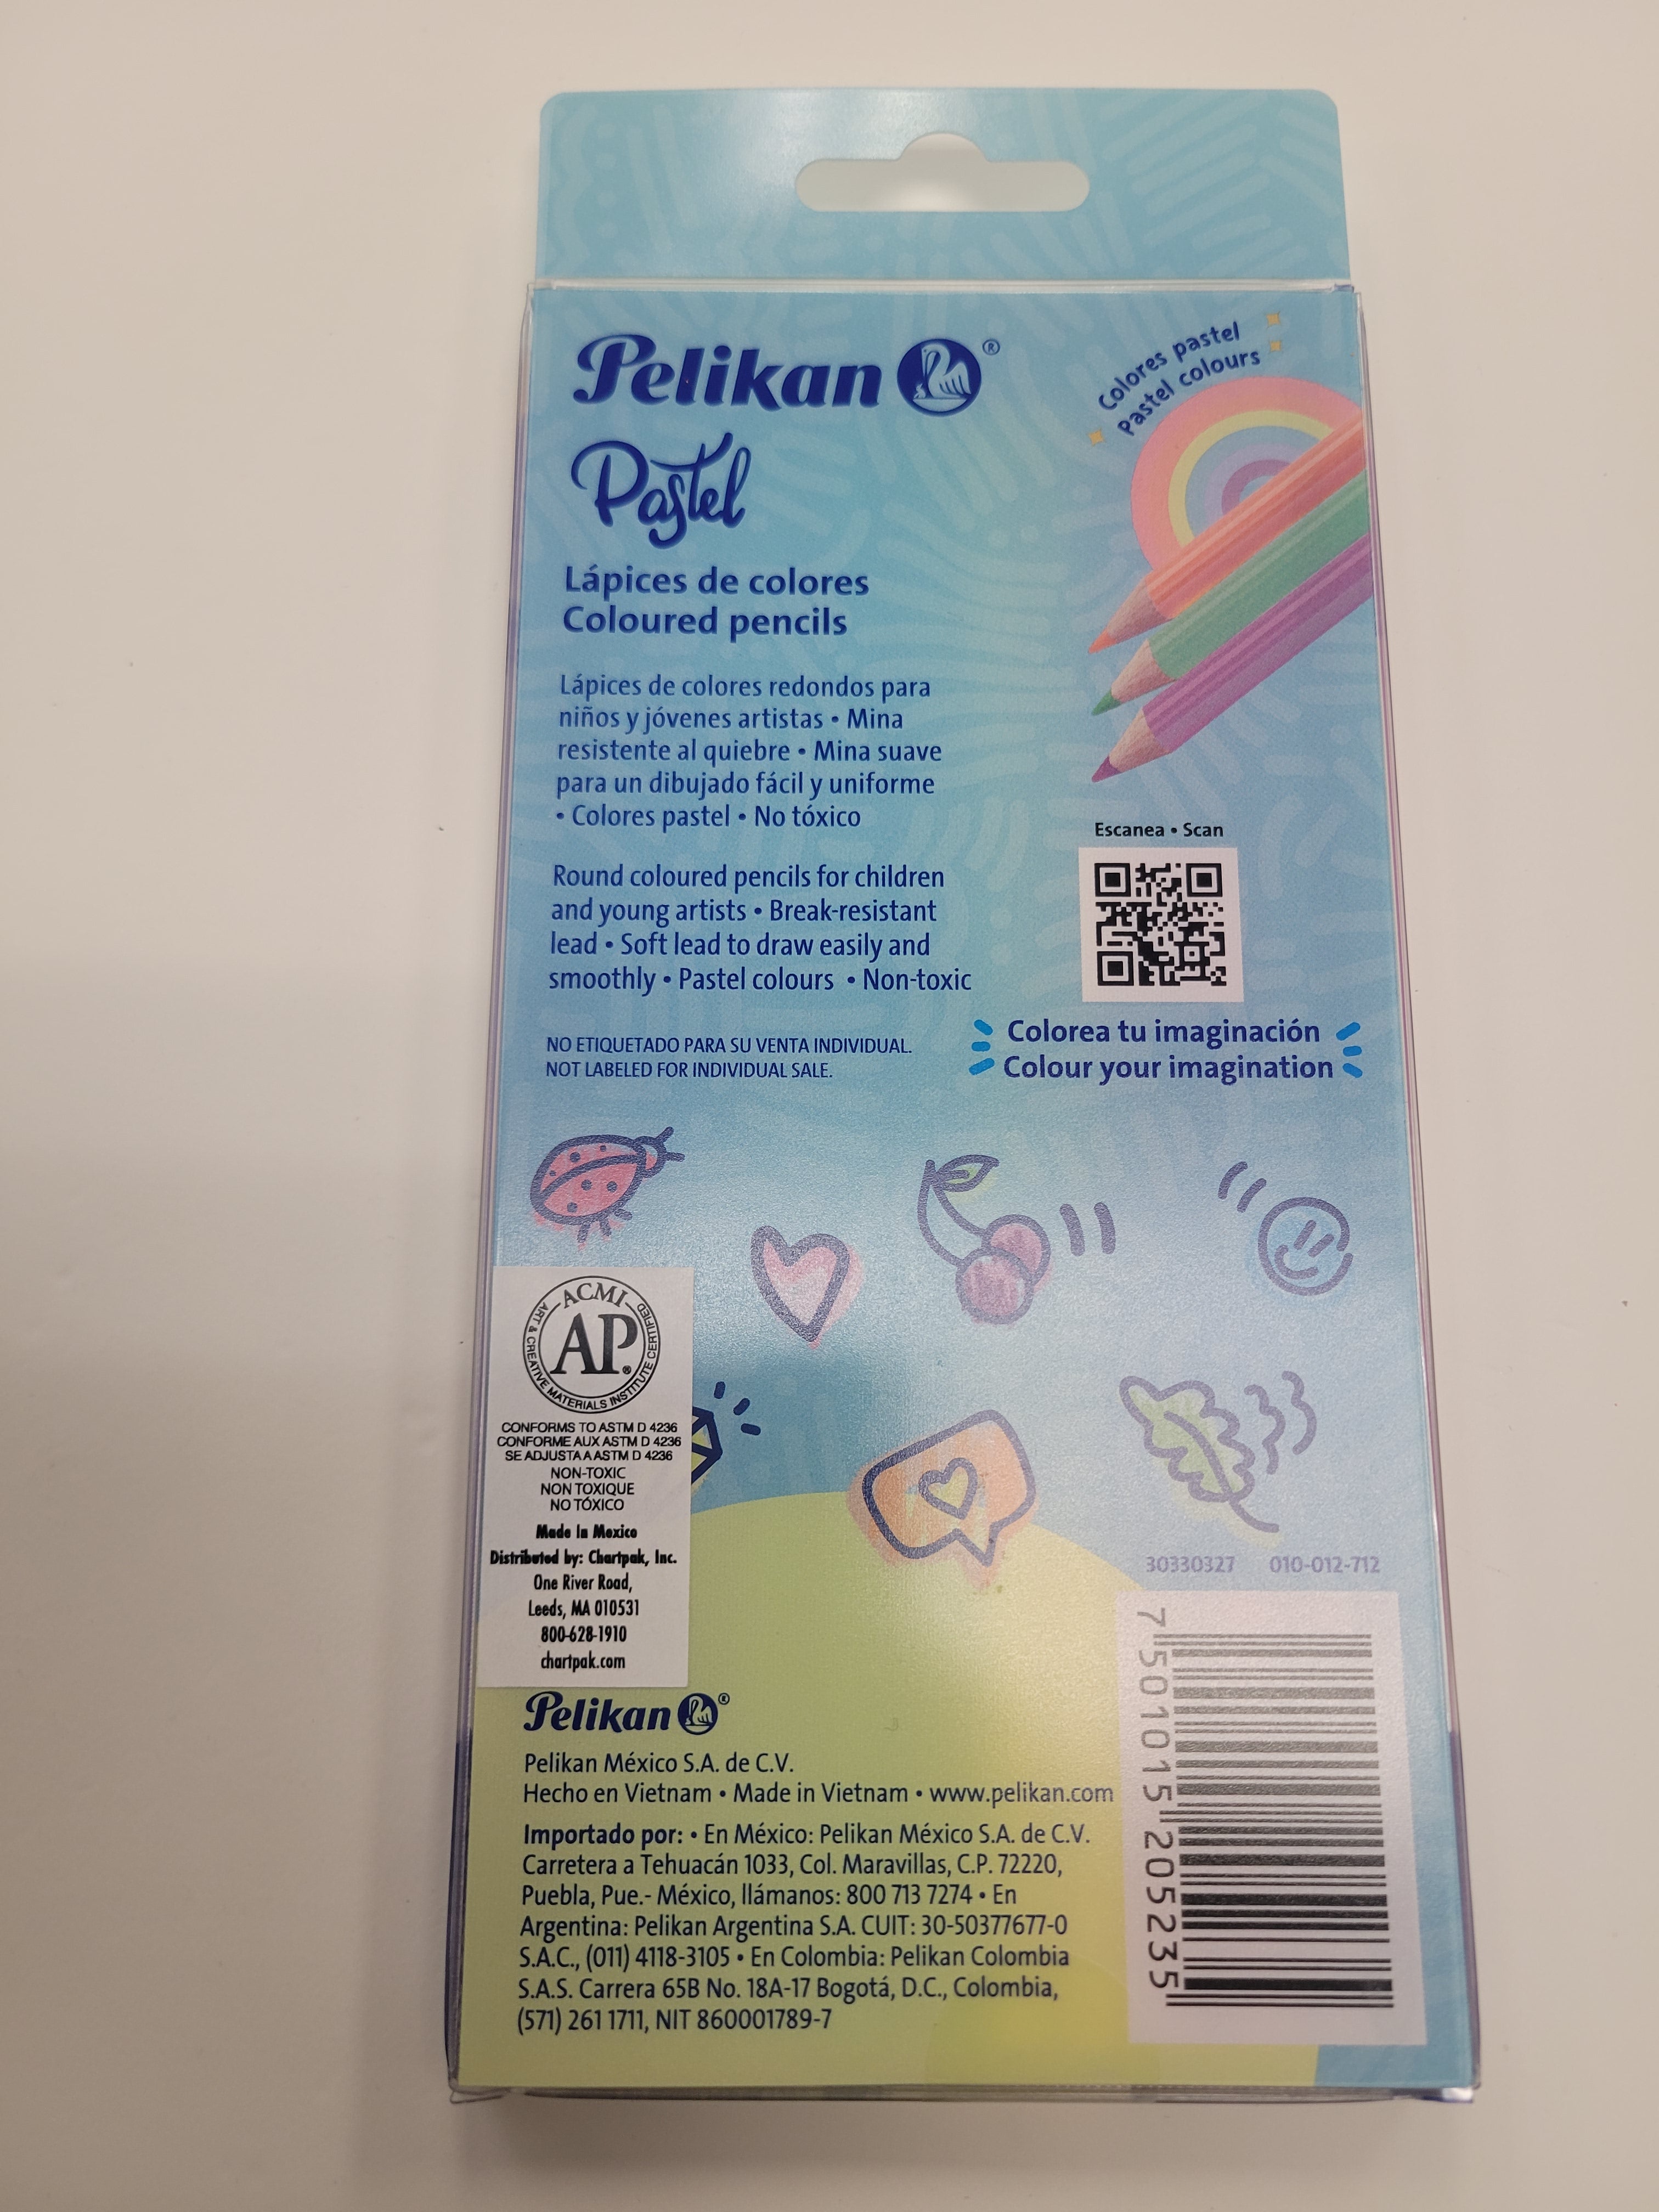 Pelikan ®
Colores pastel
Pastel colours
Pastel
Lápices de colores
Coloured pencils
Lápices de colores redondos para
niños y jóvenes artistas • Mina
resistente al quiebre • Mina suave
para un dibujado fácil y uniforme
• Colores pastel • No tóxico
Escanea • Scan
Round coloured pencils for children
and young artists • Break-resistant
lead • Soft lead to draw easily and
smoothly • Pastel colours • Non-toxic
Colorea tu imaginación
Colour your imagination
NO ETIQUETADO PARA SU VENTA INDIVIDUAL.
NOT LABELED FOR INDIVIDUAL SALE.
ACMI
AP®
ART & CREATIVE MATERIALS INSTITUTE CERTIFIED
CONFORMS TO ASTM D 4236
CONFORME AUX ASTM D 4236
SE ADJUSTA A ASTM D 4236
NON-TOXIC
NON TOXIQUE
NO TÓXICO
Made In Mexico
Distributed by: Chartpak, Inc.
One River Road,
Leeds, MA 010531
800-628-1910
chartpak.com
30330327 010-012-712
7 501015 205235
Pelikan ®
Pelikan México S.A. de C.V.
Hecho en Vietnam • Made in Vietnam • www.pelikan.com
Importado por: • En México: Pelikan México S.A. de C.V.
Carretera a Tehuacán 1033, Col. Maravillas, C.P. 72220,
Puebla, Pue.- México, llámanos: 800 713 7274 • En
Argentina: Pelikan Argentina S.A. CUIT: 30-50377677-0
S.A.C., (011) 4118-3105 • En Colombia: Pelikan Colombia
S.A.S. Carrera 65B No. 18A-17 Bogotá, D.C., Colombia,
(571) 261 1711, NIT 860001789-7